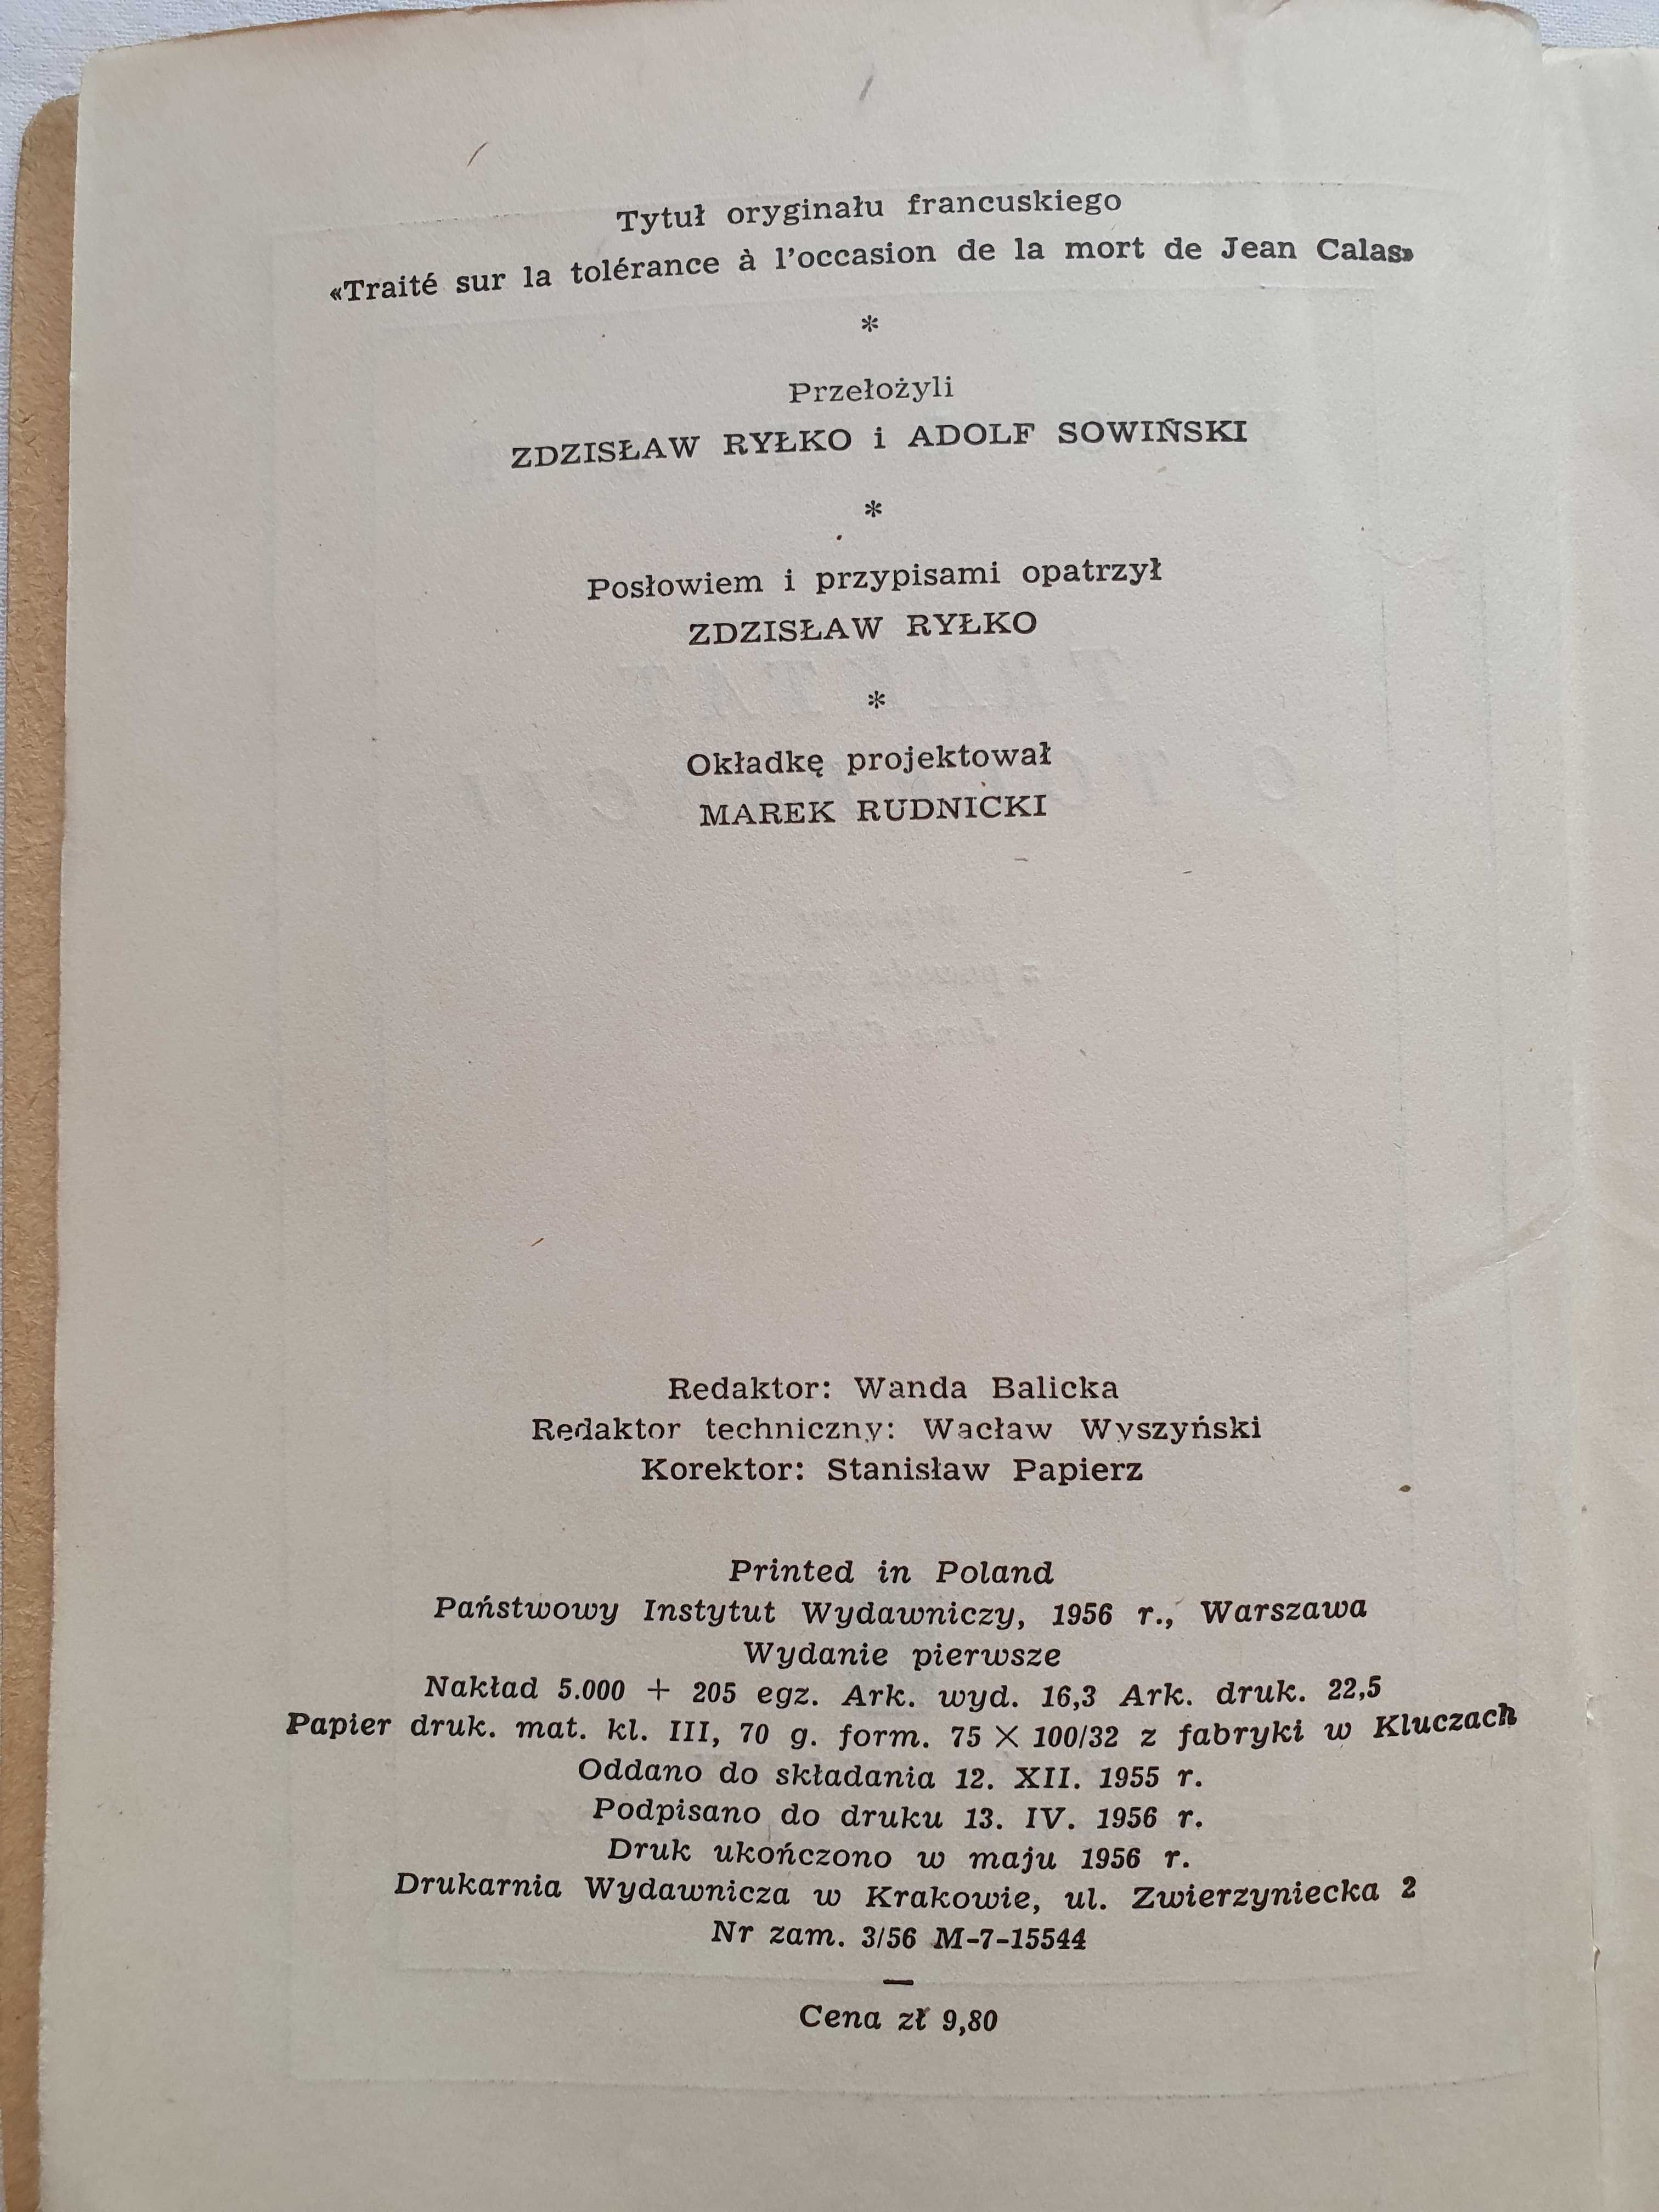 Tytuł oryginału francuskiego
«Traité sur la tolérance à l'occasion de la mort de Jean Calas»
*
Przełożyli
ZDZISŁAW RYŁKO i ADOLF SOWIŃSKI
*
Posłowiem i przypisami opatrzył
ZDZISŁAW RYŁKO
*
Okładkę projektował
MAREK RUDNICKI
Redaktor: Wanda Balicka
Redaktor techniczny: Wacław Wyszyński
Korektor: Stanisław Papierz
Printed in Poland
Państwowy Instytut Wydawniczy, 1956 r., Warszawa
Wydanie pierwsze
Nakład 5.000 + 205 egz. Ark. wyd. 16,3 Ark. druk. 22,5
Papier druk. mat. kl. III, 70 g. form. 75 × 100/32 z fabryki w Kluczach
Oddano do składania 12. XII. 1955 r.
Podpisano do druku 13. IV. 1956 r.
Druk ukończono w maju 1956 r.
Drukarnia Wydawnicza w Krakowie, ul. Zwierzyniecka 2
Nr zam. 3/56 M-7-15544
—
Cena zł 9,80